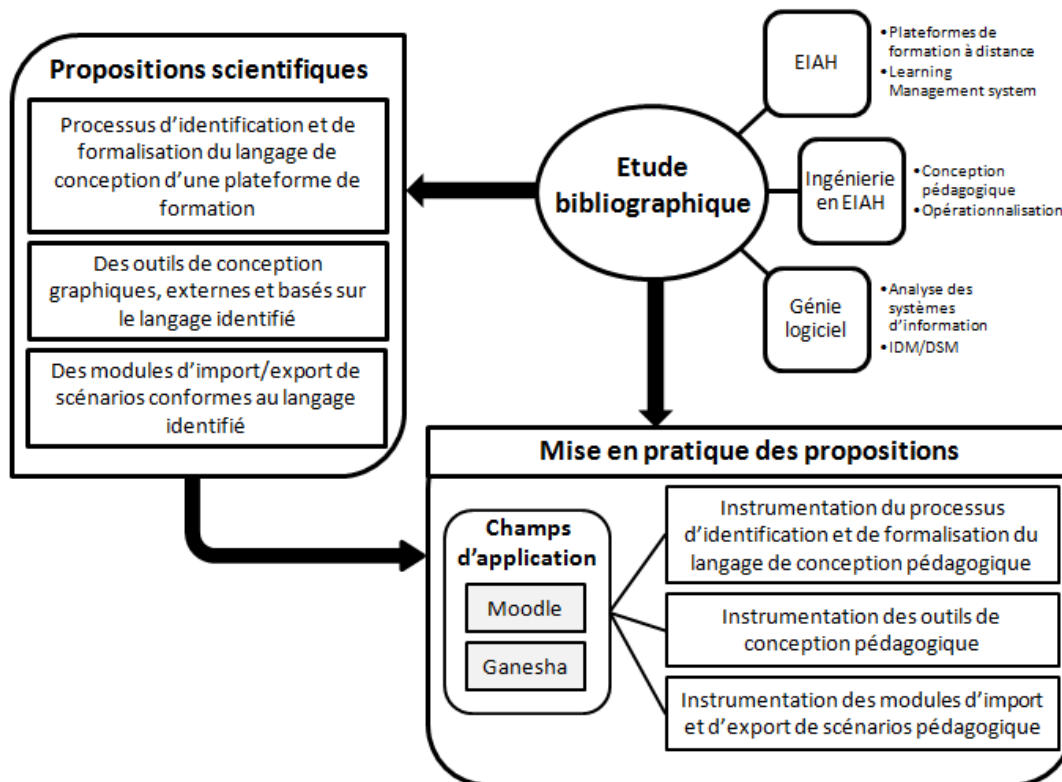 Propositions scientifiques
Processus d'identification et de
formalisation du langage de
conception d'une plateforme de
formation
Des outils de conception
graphiques, externes et basés sur
le langage identifié
Des modules d'import/export de
scénarios conformes au langage
identifié
Etude
bibliographique
EIAH
•Plateformes de
formation à distance
•Learning
Management system
Ingénierie
en EIAH
•Conception
pédagogique
•Opérationnalisation
Génie
logiciel
•Analyse des
systèmes
d'information
•IDM/DSM
Mise en pratique des propositions
Champs
d'application
Moodle
Ganesha
Instrumentation du processus
d'identification et de formalisation du
langage de conception pédagogique
Instrumentation des outils de
conception pédagogique
Instrumentation des modules d'import
et d'export de scénarios pédagogique